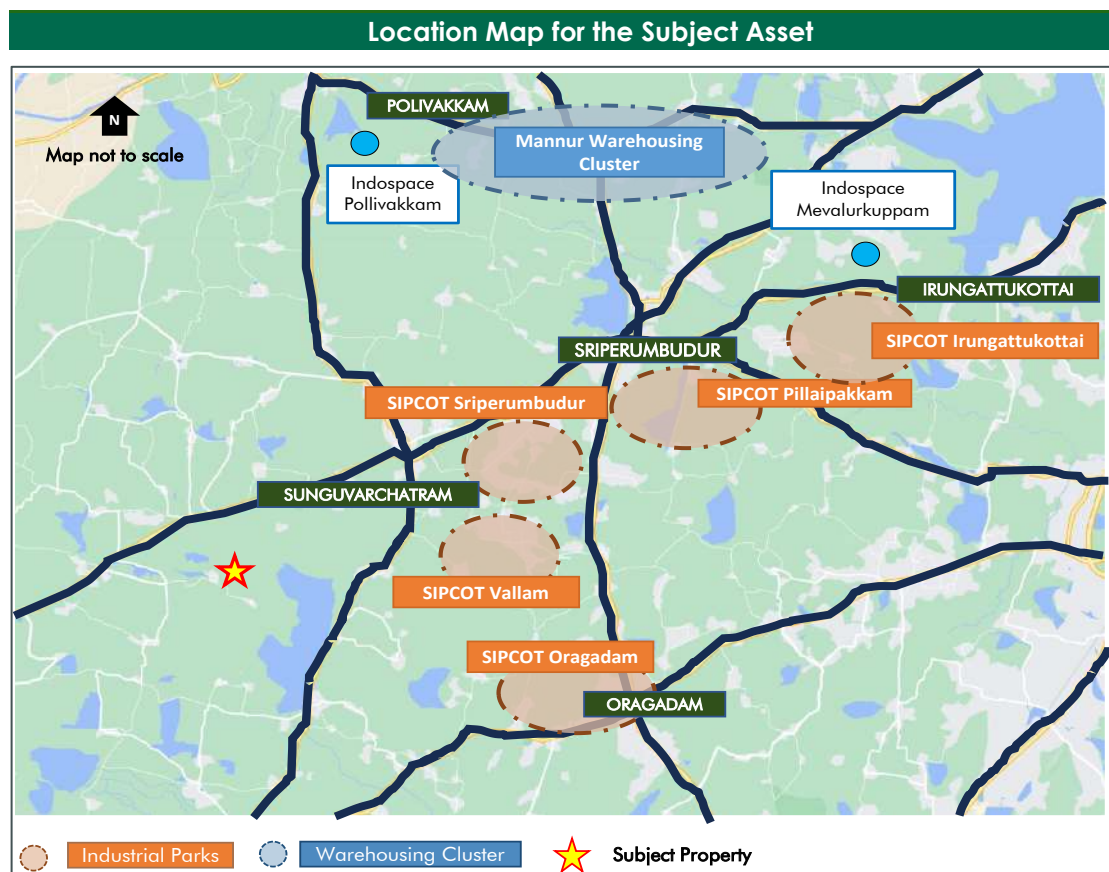 Location Map for the Subject Asset
N
Map not to scale
POLIVAKKAM
Mannur Warehousing
Cluster
Indospace
Pollivakkam
Indospace
Mevalurkuppam
IRUNGATTUKOTTAI
SIPCOT Irungattukottai
SRIPERUMBUDUR
SIPCOT Pillaipakkam
SIPCOT Sriperumbudur
SUNGUVARCHATRAM
SIPCOT Vallam
SIPCOT Oragadam
ORAGADAM
Industrial Parks
Warehousing Cluster
Subject Property